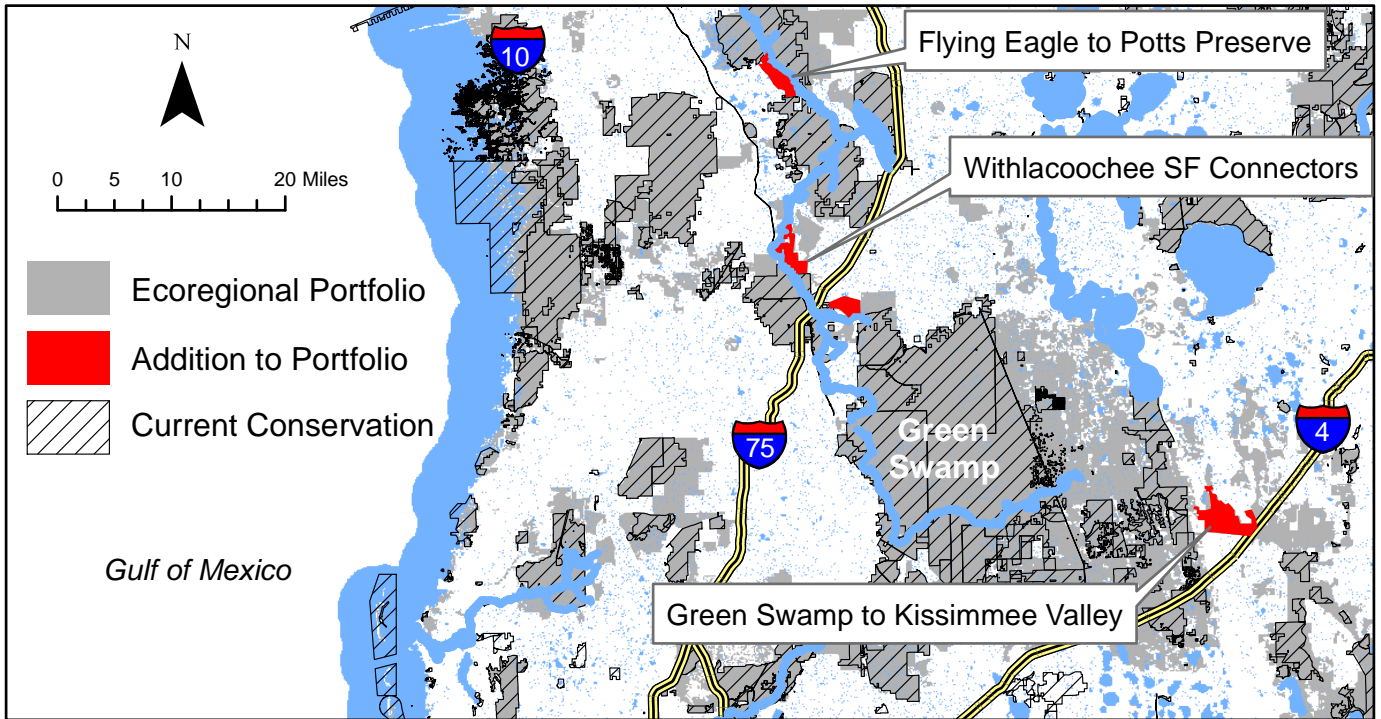 N
10
Flying Eagle to Potts Preserve
Withlacoochee SF Connectors
0 5 10 20 Miles
Ecoregional Portfolio
Addition to Portfolio
Current Conservation
75
Green
Swamp
4
Gulf of Mexico
Green Swamp to Kissimmee Valley